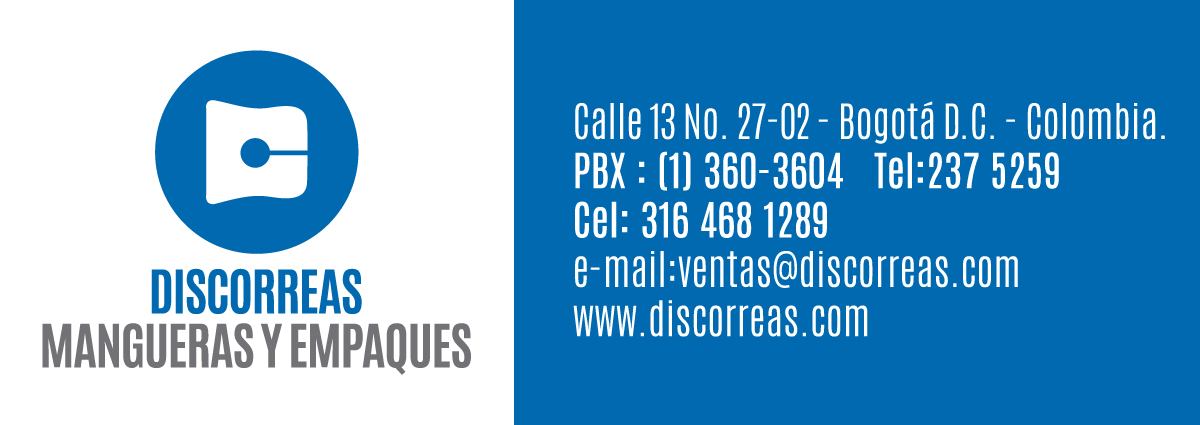 DISCORREAS
MANGUERAS Y EMPAQUES
Calle 13 No. 27-02 - Bogotá D.C. - Colombia.
PBX : (1) 360-3604 Tel:237 5259
Cel: 316 468 1289
e-mail:ventas@discorreas.com
www.discorreas.com